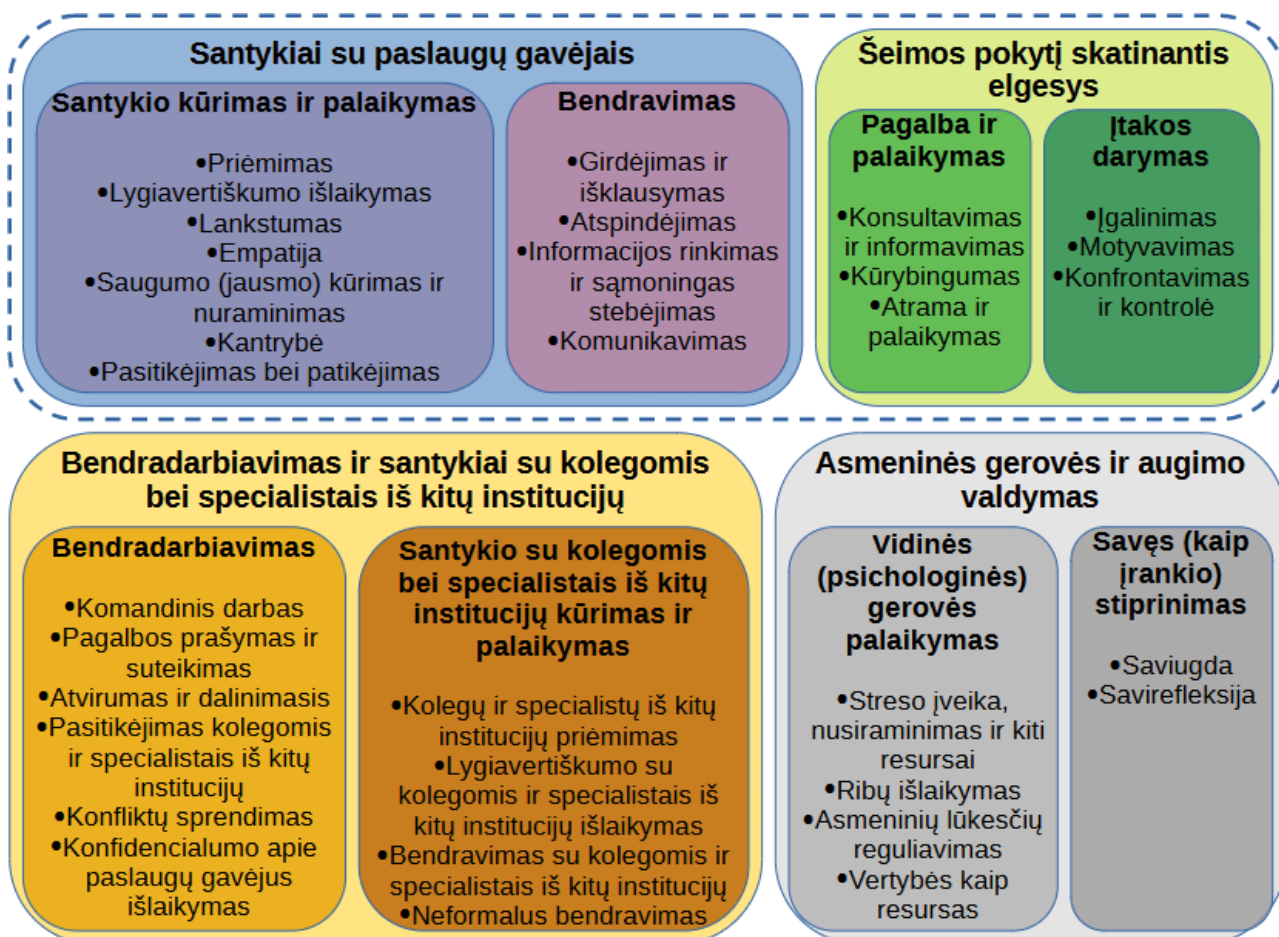 Santykiai su paslaugų gavėjais
Santykio kūrimas ir palaikymas
•Priėmimas
•Lygiavertiškumo išlaikymas
•Lankstumas
•Empatija
•Saugumo (jausmo) kūrimas ir
nuraminimas
•Kantrybė
•Pasitikėjimas bei patikėjimas
Bendravimas
•Girdėjimas ir
išklausymas
•Atspindėjimas
•Informacijos rinkimas
ir sąmoningas
stebėjimas
•Komunikavimas
Šeimos pokytį skatinantis
elgesys
Pagalba ir
palaikymas
•Konsultavimas
ir informavimas
•Kūrybingumas
•Atrama ir
palaikymas
Įtakos
darymas
•Įgalinimas
•Motyvavimas
•Konfrontavimas
ir kontrolė
Bendradarbiavimas ir santykiai su kolegomis
bei specialistais iš kitų institucijų
Bendradarbiavimas
•Komandinis darbas
•Pagalbos prašymas ir
suteikimas
•Atvirumas ir dalinimasis
•Pasitikėjimas kolegomis
ir specialistais iš kitų
institucijų
•Konfliktų sprendimas
•Konfidencialumo apie
paslaugų gavėjus
išlaikymas
Santykio su kolegomis
bei specialistais iš kitų
institucijų kūrimas ir
palaikymas
•Kolegų ir specialistų iš kitų
institucijų priėmimas
•Lygiavertiškumo su
kolegomis ir specialistais iš
kitų institucijų išlaikymas
•Bendravimas su kolegomis ir
specialistais iš kitų institucijų
•Neformalus bendravimas
Asmeninės gerovės ir augimo
valdymas
Vidinės
(psichologinės)
gerovės
palaikymas
•Streso įveika,
nusiraminimas ir kiti
resursai
•Ribų išlaikymas
•Asmeninių lūkesčių
reguliavimas
•Vertybės kaip
resursas
Savęs (kaip
įrankio)
stiprinimas
•Saviugda
•Savirefleksija